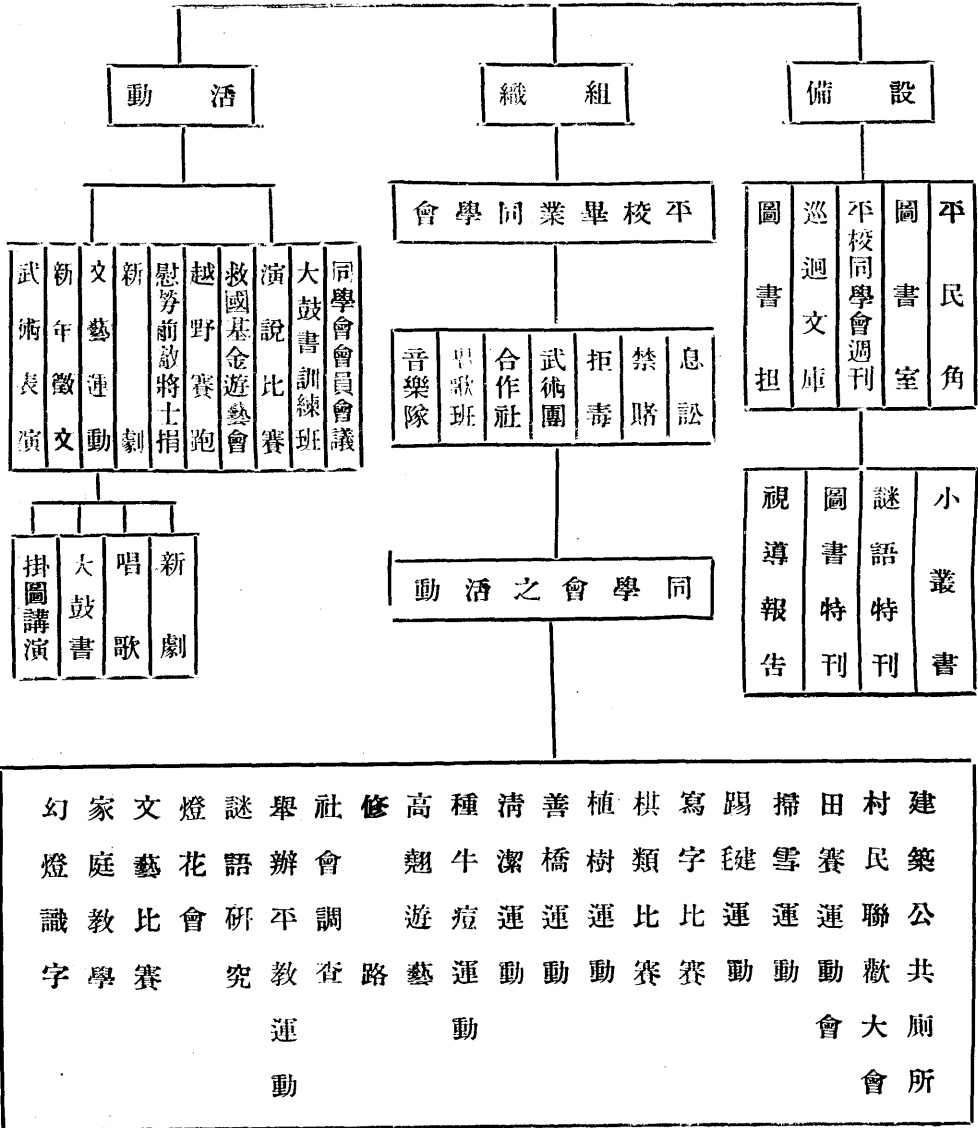 設備
平民角
圖書室
平校同學會週刊
巡迴文庫
圖書担
小叢書
謎語特刊
圖書特刊
視導報告
組織
平校畢業同學會
息訟
禁賭
拒毒
武術團
合作社
唱歌班
音樂隊
同學會之活動
建築公共廁所
村民聯歡大會
田賽運動會
掃雪運動
踢毽運動
寫字比賽
棋類比賽
植樹運動
善橋運動
清潔運動
種牛痘運動
高翹遊藝
修路
社會調查
舉辦平教運動
謎語研究
燈花會
文藝比賽
家庭教學
幻燈識字
活動
同學會會員會議
大鼓書訓練班
演說比賽
救國基金遊藝會
越野賽跑
慰勞前敵將士捐
新劇
文藝運動
新年徵文
武術表演
新劇
唱歌
大鼓書
掛圖講演